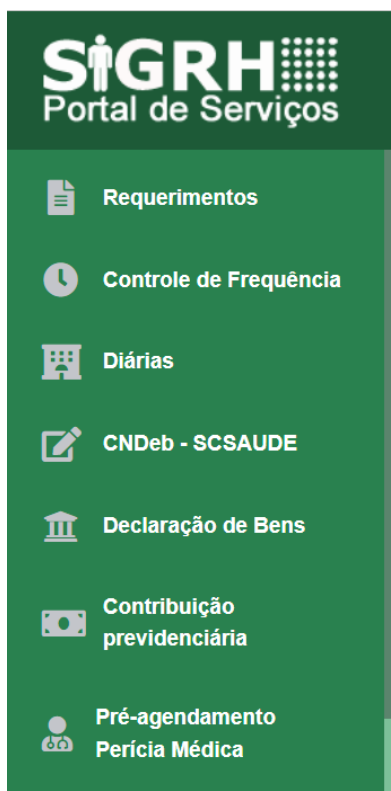 SiGRH
Portal de Serviços
Requerimentos
Controle de Frequência
Diárias
CNDeb - SCSAUDE
Declaração de Bens
Contribuição
previdenciária
Pré-agendamento
Perícia Médica